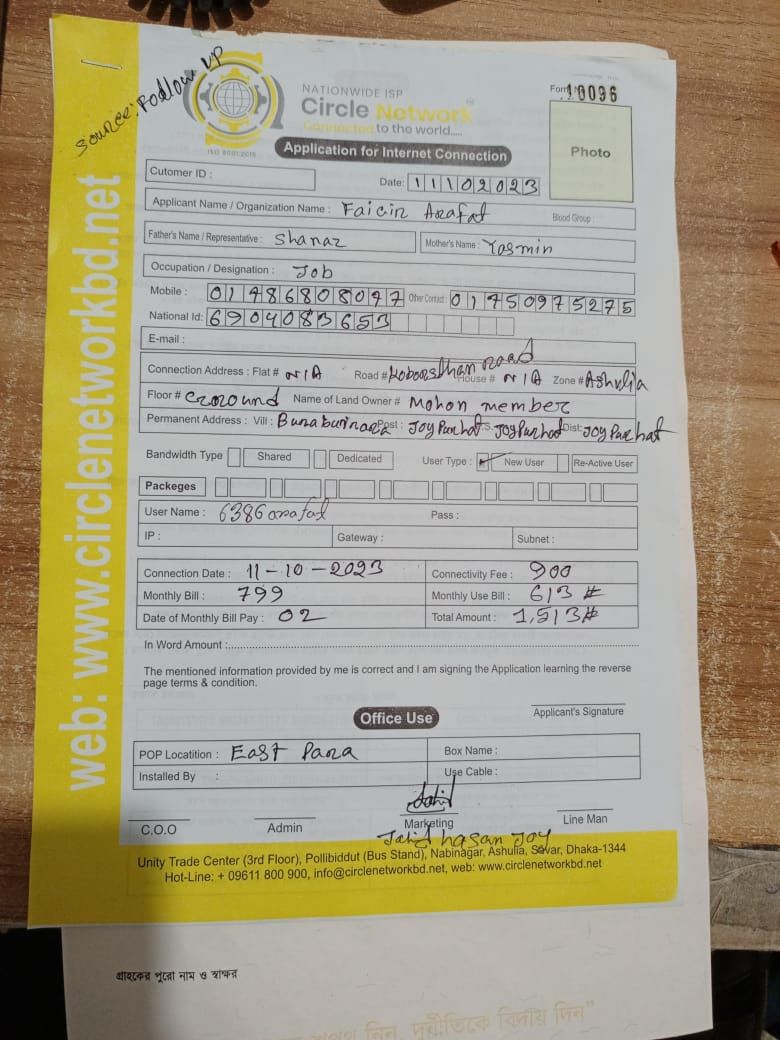 Source: Follow up
NATIONWIDE ISP
Circle Network
Connected to the world.....
ISO 9001:2015
Form 10096
Photo
Application for Internet Connection
Cutomer ID :
Date: 11102023
Applicant Name / Organization Name : Faicin Arafat Blood Group :
Father's Name / Representative : Shanaz Mother's Name : Yosmin
Occupation / Designation : Job
Mobile : 017486808097 Other Contact 01750975275
National Id: 6904083653
E-mail :
Connection Address : Flat # N/A Road # Koborsthan road House # N/A Zone # Ashulia
Floor # Ground Name of Land Owner # Mohon member
Permanent Address : Vill : Post : Joy Purhat P.S. Joy Purhat Dist: Joy Purhat
Bandwidth Type Shared Dedicated User Type : ✓ New User Re-Active User
Packeges
User Name : 6386arafat Pass :
IP : Gateway : Subnet :
Connection Date : 11-10-2023 Connectivity Fee : 900
Monthly Bill : 799 Monthly Use Bill : 613 #
Date of Monthly Bill Pay : 02 Total Amount : 1,513#
In Word Amount :
The mentioned information provided by me is correct and I am signing the Application learning the reverse
page terms & condition.
Applicant's Signature
Office Use
POP Locatition : East Para Box Name :
Installed By : Use Cable :
Jahid
C.O.O Admin Marketing Line Man
Jahid hasan Joy
Unity Trade Center (3rd Floor), Pollibiddut (Bus Stand), Nabinagar, Ashulia, Savar, Dhaka-1344
Hot-Line: + 09611 800 900, info@circlenetworkbd.net, web: www.circlenetworkbd.net
web: www.circlenetworkbd.net
গ্রাহকের পুরো নাম ও স্বাক্ষর
শপথ নিন, দুর্নীতিকে বিদায় দিন"